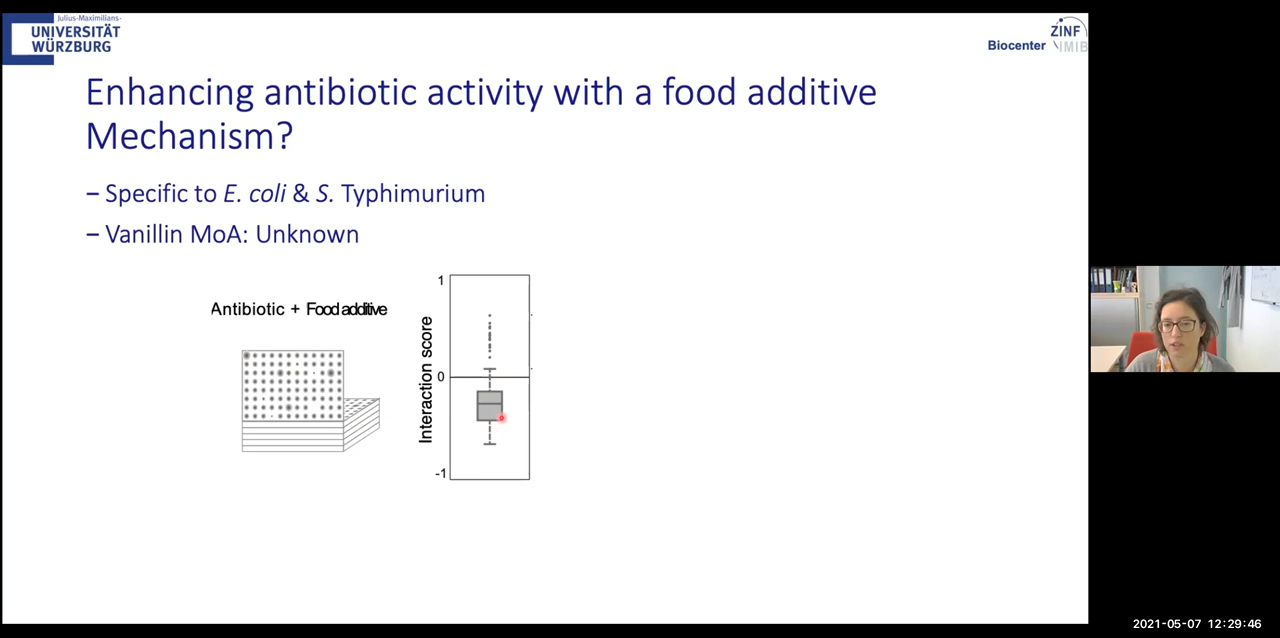 Julius-Maximilians-
UNIVERSITÄT
WÜRZBURG
ZiNF
Biocenter
IMIB
Enhancing antibiotic activity with a food additive
Mechanism?
– Specific to E. coli & S. Typhimurium
– Vanillin MoA: Unknown
Antibiotic + Food additive
1
Interaction score
0
-1
2021-05-07 12:29:46